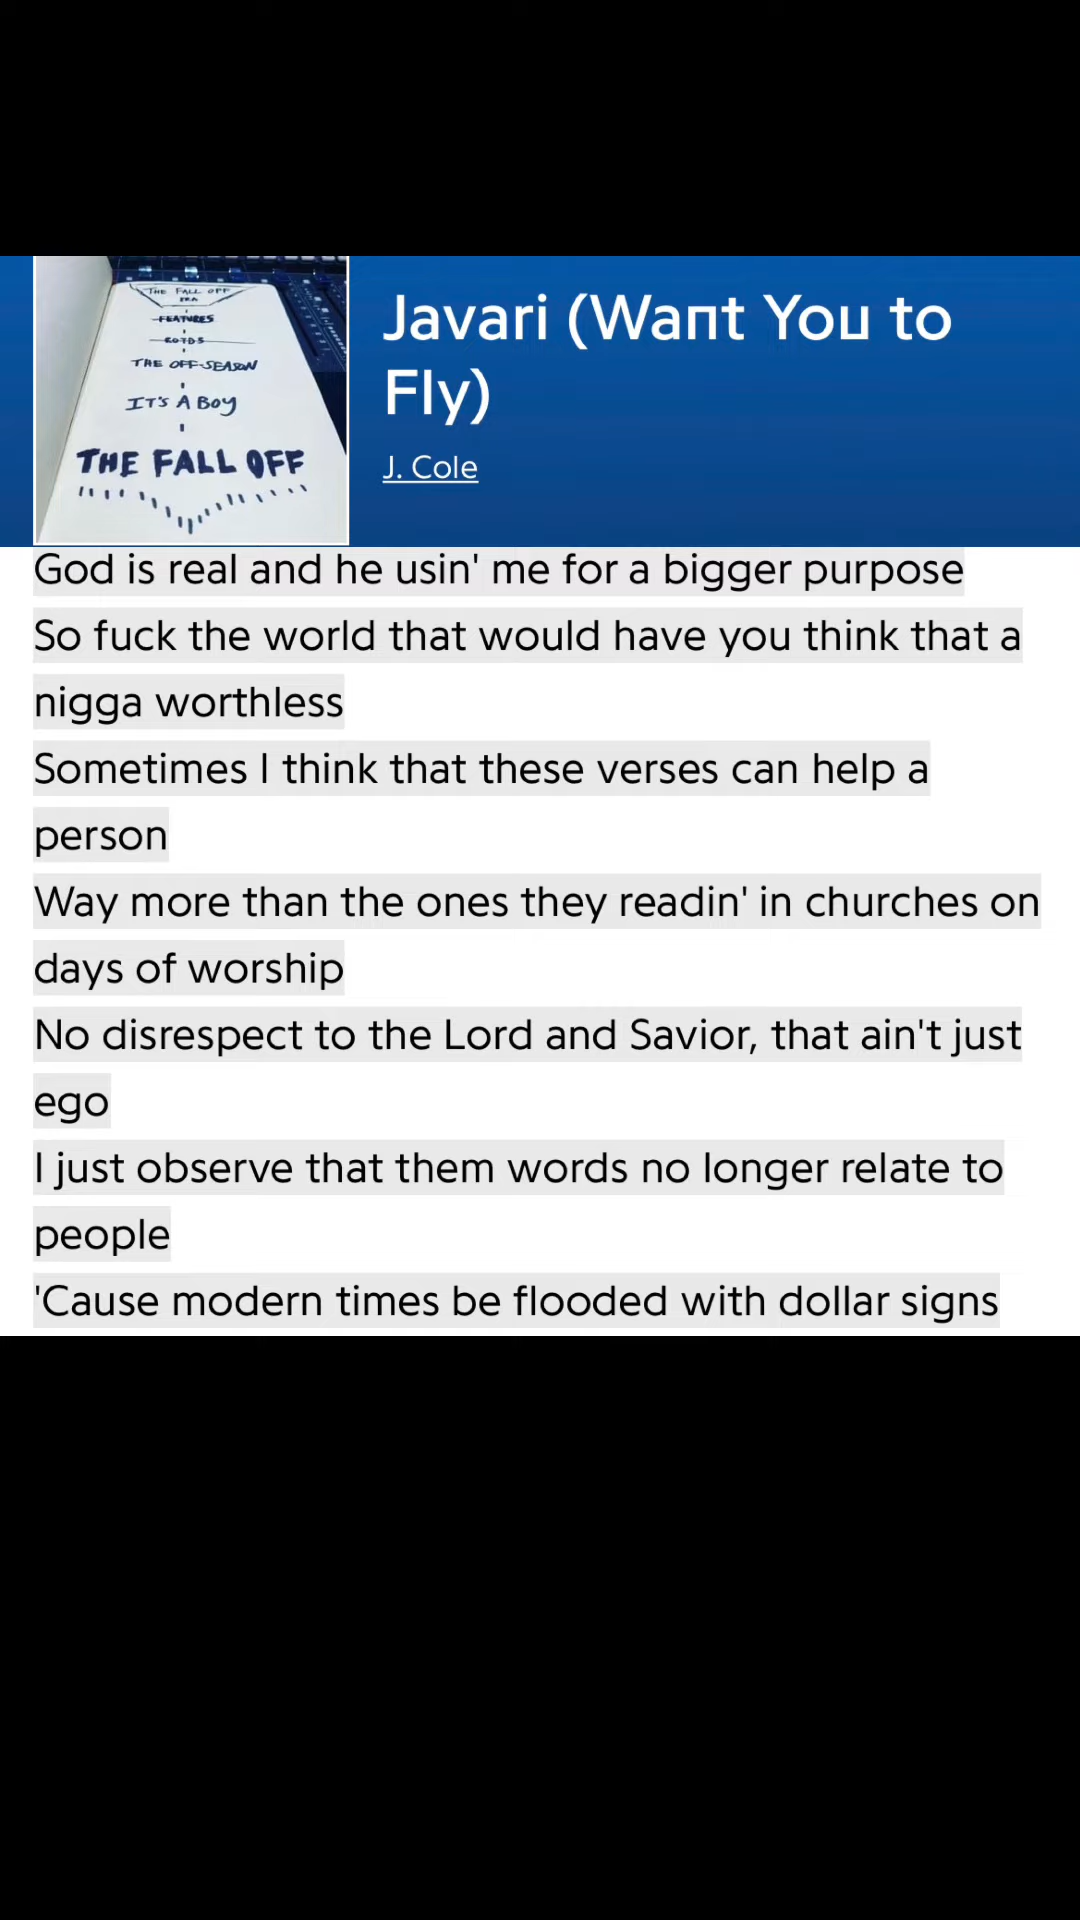 THE FALL OFF
ERA
FEATURES
KOTD5
THE OFF-SEASON
IT'S A BOY
THE FALL OFF
Javari (Want You to
Fly)
J. Cole
God is real and he usin' me for a bigger purpose
So fuck the world that would have you think that a
nigga worthless
Sometimes I think that these verses can help a
person
Way more than the ones they readin' in churches on
days of worship
No disrespect to the Lord and Savior, that ain't just
ego
I just observe that them words no longer relate to
people
'Cause modern times be flooded with dollar signs